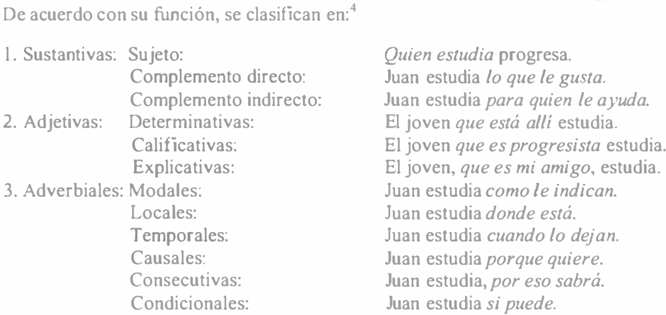 De acuerdo con su función, se clasifican en:⁴
1. Sustantivas: Sujeto: Quien estudia progresa.
Complemento directo: Juan estudia lo que le gusta.
Complemento indirecto: Juan estudia para quien le ayuda.
2. Adjetivas: Determinativas: El joven que está allí estudia.
Calificativas: El joven que es progresista estudia.
Explicativas: El joven, que es mi amigo, estudia.
3. Adverbiales: Modales: Juan estudia como le indican.
Locales: Juan estudia donde está.
Temporales: Juan estudia cuando lo dejan.
Causales: Juan estudia porque quiere.
Consecutivas: Juan estudia, por eso sabrá.
Condicionales: Juan estudia si puede.